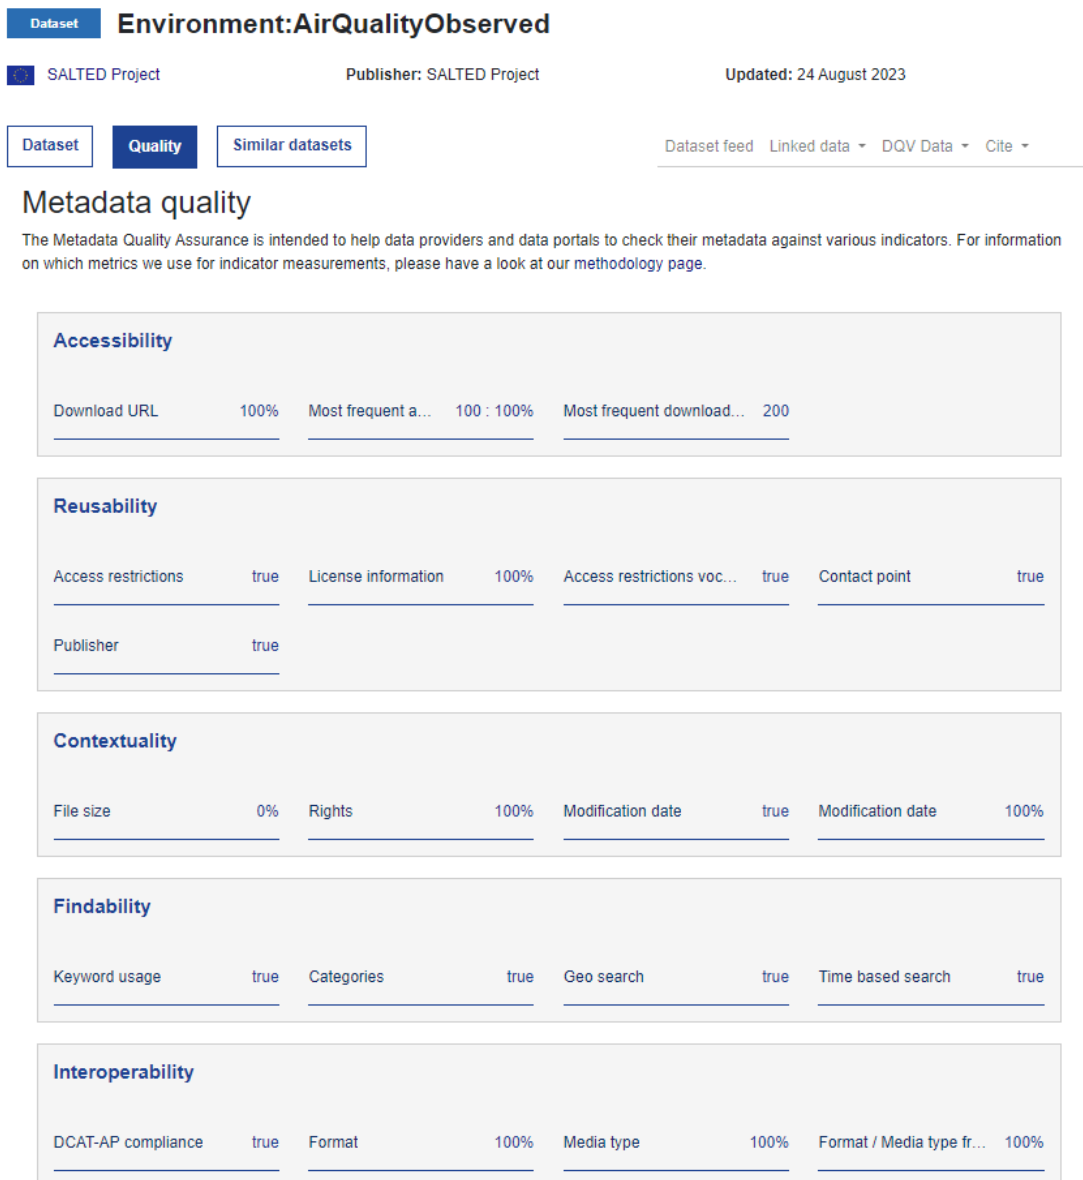 Dataset Environment:AirQualityObserved
SALTED Project Publisher: SALTED Project Updated: 24 August 2023
Dataset Quality Similar datasets Dataset feed Linked data DQV Data Cite
Metadata quality
The Metadata Quality Assurance is intended to help data providers and data portals to check their metadata against various indicators. For information
on which metrics we use for indicator measurements, please have a look at our methodology page.
Accessibility
Download URL 100% Most frequent a... 100 : 100% Most frequent download... 200
Reusability
Access restrictions true License information 100% Access restrictions voc... true Contact point true
Publisher true
Contextuality
File size 0% Rights 100% Modification date true Modification date 100%
Findability
Keyword usage true Categories true Geo search true Time based search true
Interoperability
DCAT-AP compliance true Format 100% Media type 100% Format / Media type fr... 100%